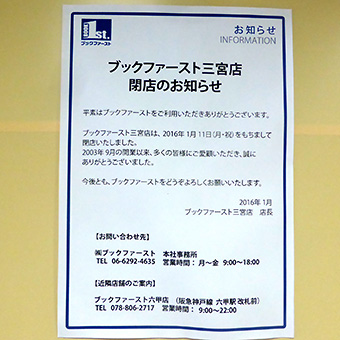 1st.
ブックファースト
お知らせ
INFORMATION
ブックファースト三宮店
閉店のお知らせ
平素はブックファーストをご利用いただきありがとうございます。
ブックファースト三宮店は、2016年1月11日(月・祝)をもちまして
閉店いたしました。
2003年9月の開業以来、多くの皆様にご愛顧いただき、誠に
ありがとうございました。
今後とも、ブックファーストをどうぞよろしくお願いいたします。
2016年1月
ブックファースト三宮店 店長
【お問い合わせ先】
㈱ブックファースト 本社事務所
TEL 06-6292-4635 営業時間：月～金 9:00～18:00
【近隣店舗のご案内】
ブックファースト六甲店 (阪急神戸線 六甲駅 改札前)
TEL 078-806-2717 営業時間：9:00～22:00